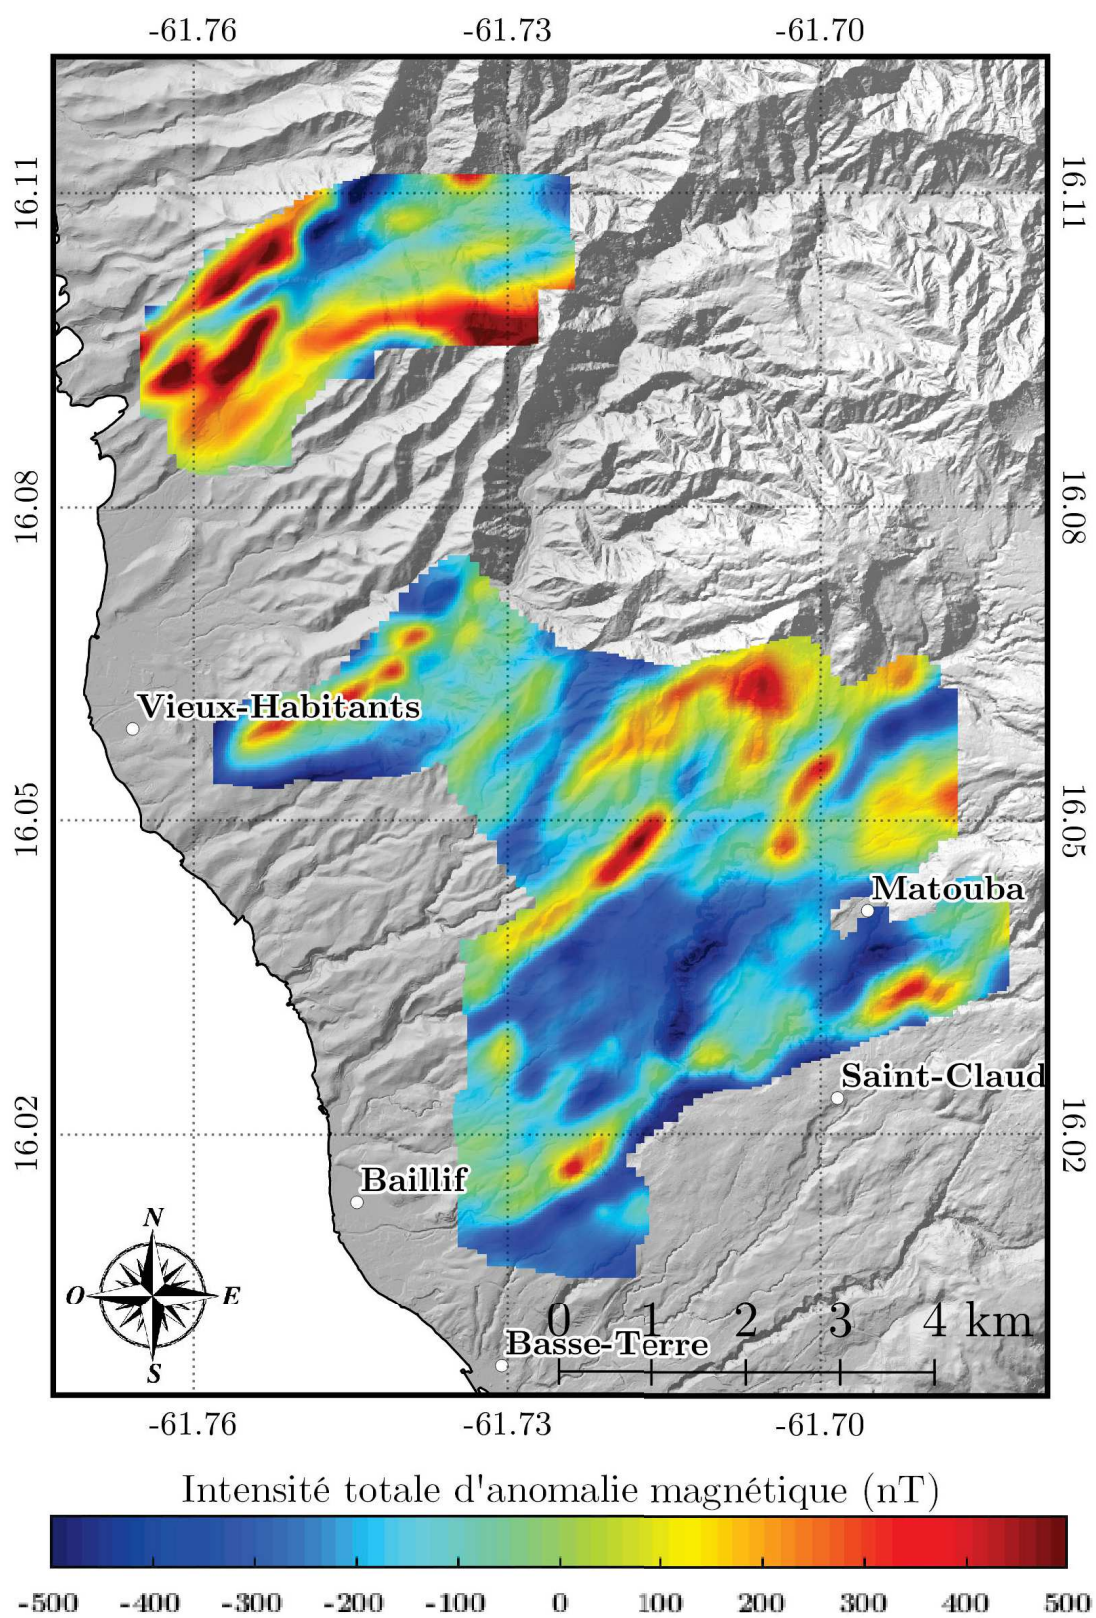 -61.76 -61.73 -61.70
16.11 16.11
16.08 16.08
Vieux-Habitants
16.05 16.05
Matouba
Saint-Claud
16.02 16.02
Baillif
N
O E
S
0 1 2 3 4 km
Basse-Terre
-61.76 -61.73 -61.70
Intensité totale d'anomalie magnétique (nT)
-500 -400 -300 -200 -100 0 100 200 300 400 500